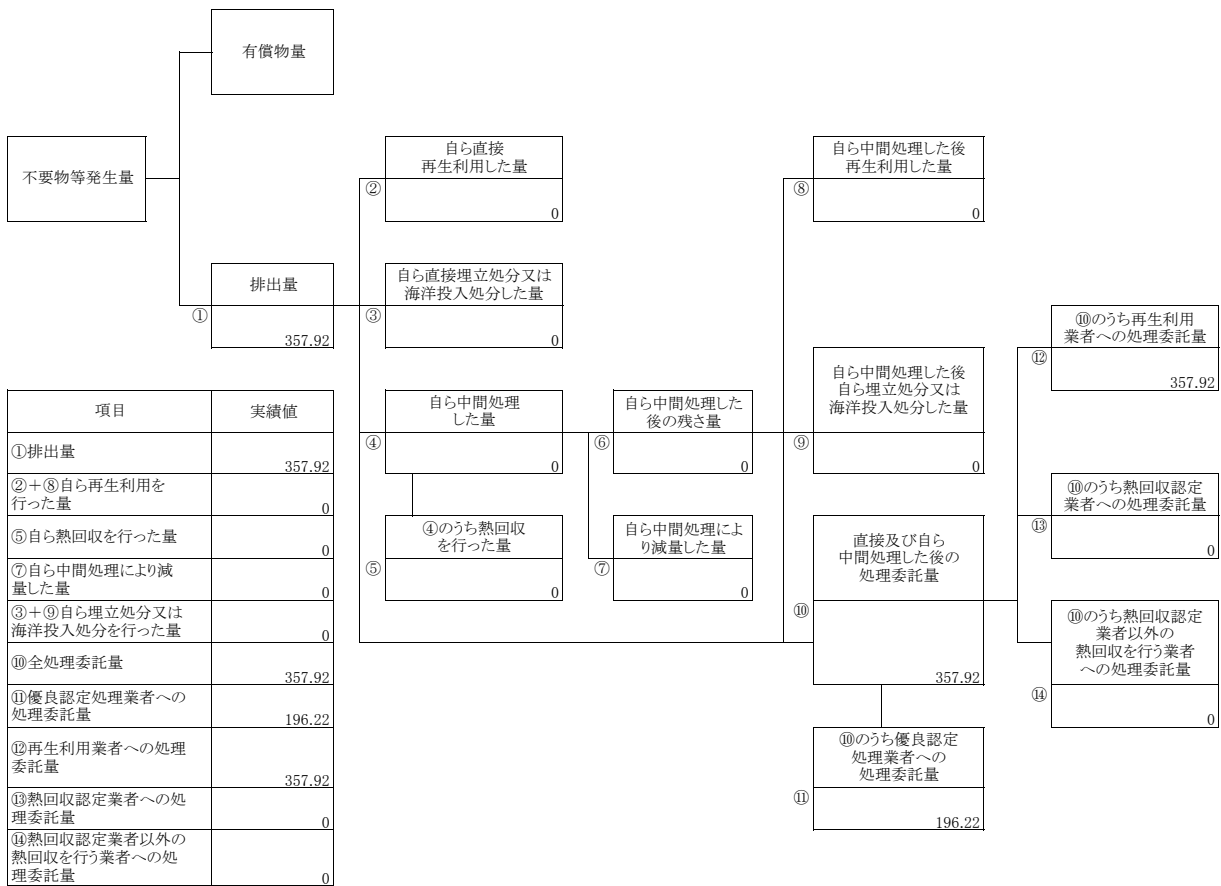 有償物量
不要物等発生量
自ら直接
再生利用した量
②
0
自ら中間処理した後
再生利用した量
⑧
0
排出量
①
357.92
自ら直接埋立処分又は
海洋投入処分した量
③
0
⑩のうち再生利用
業者への処理委託量
⑫
357.92
自ら中間処理
した量
④
0
自ら中間処理した
後の残さ量
⑥
0
自ら中間処理した後
自ら埋立処分又は
海洋投入処分した量
⑨
0
⑩のうち熱回収認定
業者への処理委託量
⑬
0
④のうち熱回収
を行った量
⑤
0
自ら中間処理によ
り減量した量
⑦
0
直接及び自ら
中間処理した後の
処理委託量
⑩
357.92
⑩のうち熱回収認定
業者以外の
熱回収を行う業者
への処理委託量
⑭
0
⑩のうち優良認定
処理業者への
処理委託量
⑪
196.22
項目 実績値
①排出量
357.92
②+⑧自ら再生利用を
行った量
0
⑤自ら熱回収を行った量
0
⑦自ら中間処理により減
量した量
0
③+⑨自ら埋立処分又は
海洋投入処分を行った量
0
⑩全処理委託量
357.92
⑪優良認定処理業者への
処理委託量
196.22
⑫再生利用業者への処理
委託量
357.92
⑬熱回収認定業者への処
理委託量
0
⑭熱回収認定業者以外の
熱回収を行う業者への処
理委託量
0